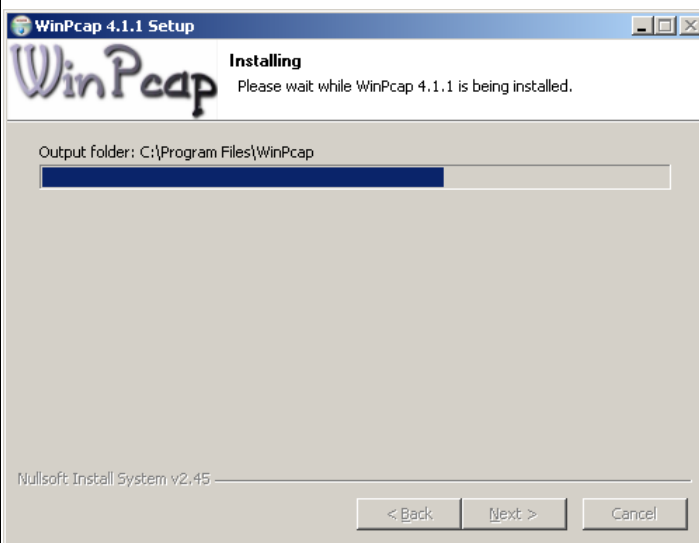 WinPcap 4.1.1 Setup
WinPcap
Installing
Please wait while WinPcap 4.1.1 is being installed.
Output folder: C:\Program Files\WinPcap
Nullsoft Install System v2.45
< Back Next > Cancel